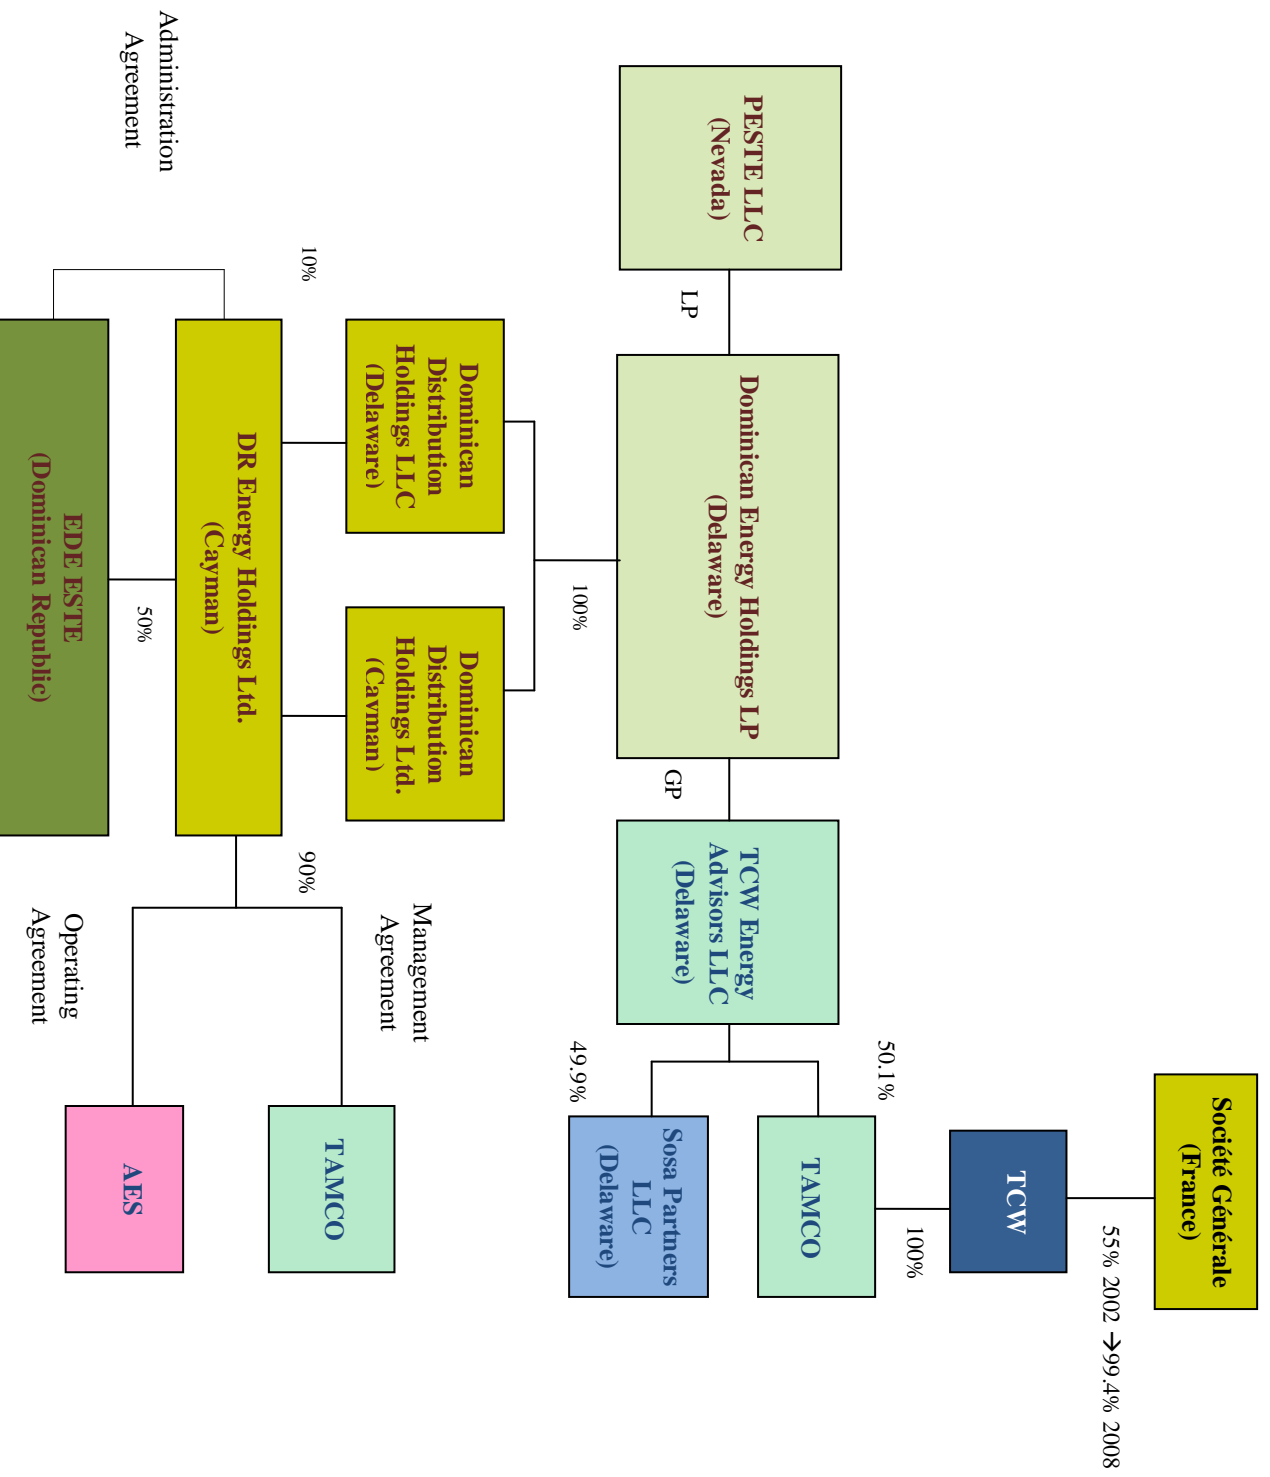 Société Générale
(France)
55% 2002 →99.4% 2008
TCW
100%
TAMCO
50.1%
PESTE LLC
(Nevada)
LP
Dominican Energy Holdings LP
(Delaware)
GP
TCW Energy
Advisors LLC
(Delaware)
49.9%
Sosa Partners
LLC
(Delaware)
100%
Dominican
Distribution
Holdings LLC
(Delaware)
Dominican
Distribution
Holdings Ltd.
(Cayman)
Management
Agreement
10%
90%
TAMCO
DR Energy Holdings Ltd.
(Cayman)
Administration
Agreement
50%
Operating
Agreement
AES
EDE ESTE
(Dominican Republic)